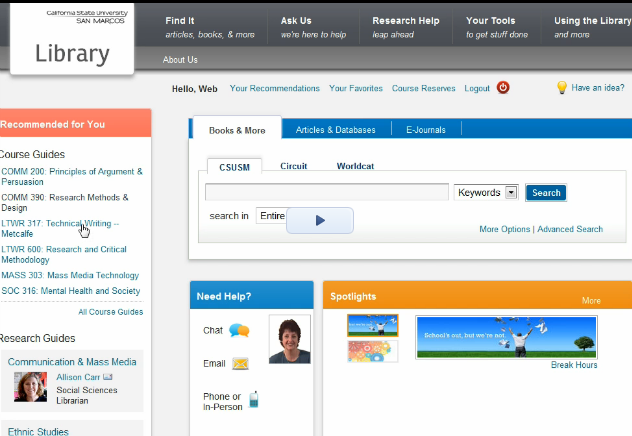 California State University
SAN MARCOS
Library
Find It
articles, books, & more
Ask Us
we're here to help
Research Help
leap ahead
Your Tools
to get stuff done
Using the Library
and more
About Us
Hello, Web
Your Recommendations
Your Favorites
Course Reserves
Logout
Have an idea?
Recommended for You
Course Guides
COMM 200: Principles of Argument &
Persuasion
COMM 390: Research Methods &
Design
LTWR 317: Technical Writing --
Metcalfe
LTWR 600: Research and Critical
Methodology
MASS 303: Mass Media Technology
SOC 316: Mental Health and Society
All Course Guides
Research Guides
Communication & Mass Media
Allison Carr
Social Sciences
Librarian
Ethnic Studies
Books & More
Articles & Databases
E-Journals
CSUSM
Circuit
Worldcat
Keywords
Search
search in
Entire
More Options | Advanced Search
Need Help?
Chat
Email
Phone or
In-Person
Spotlights
More
School's out, but we're not
Break Hours